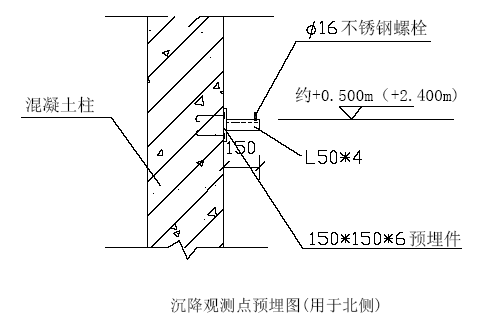 ϕ16不锈钢螺栓
约+0.500m（+2.400m)
混凝土柱
150
L50*4
150*150*6预埋件
沉降观测点预埋图(用于北侧)